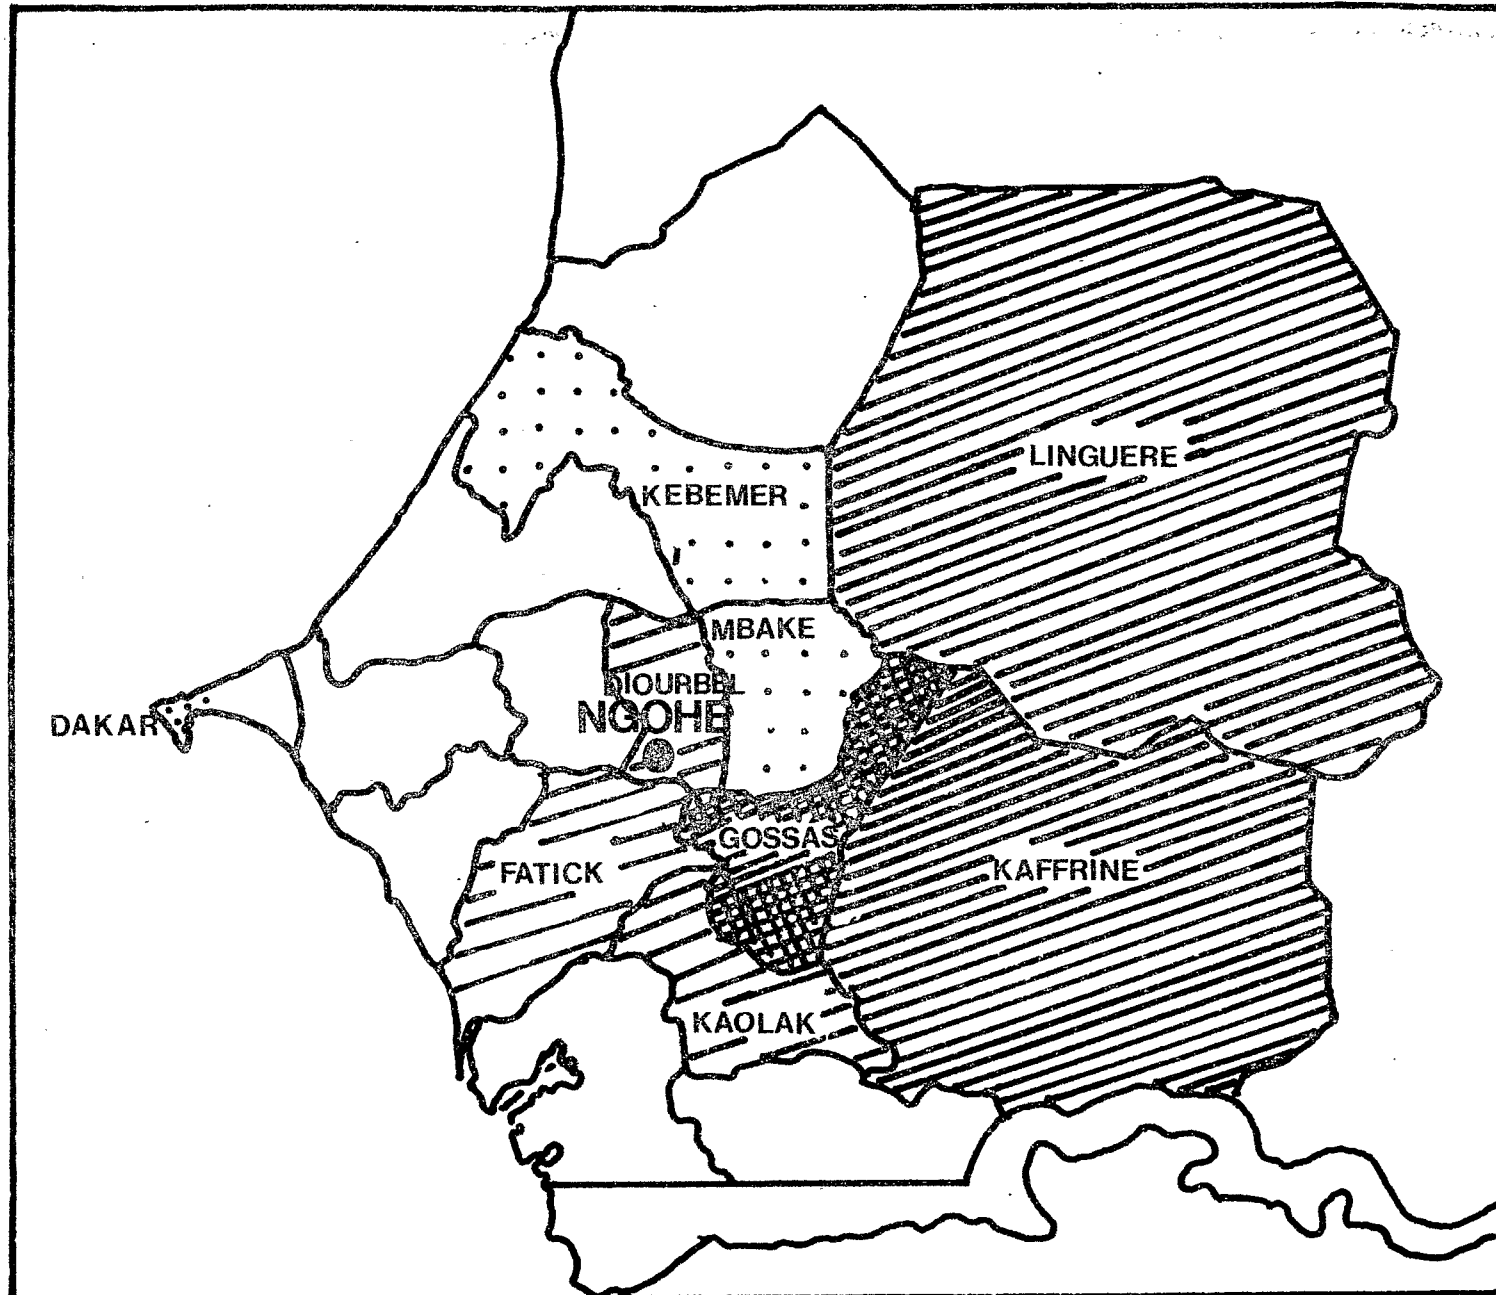 LINGUERE
KEBEMER
MBAKE
DIOURBEL
NGOHE
DAKAR
GOSSAS
FATICK
KAFFRINE
KAOLAK